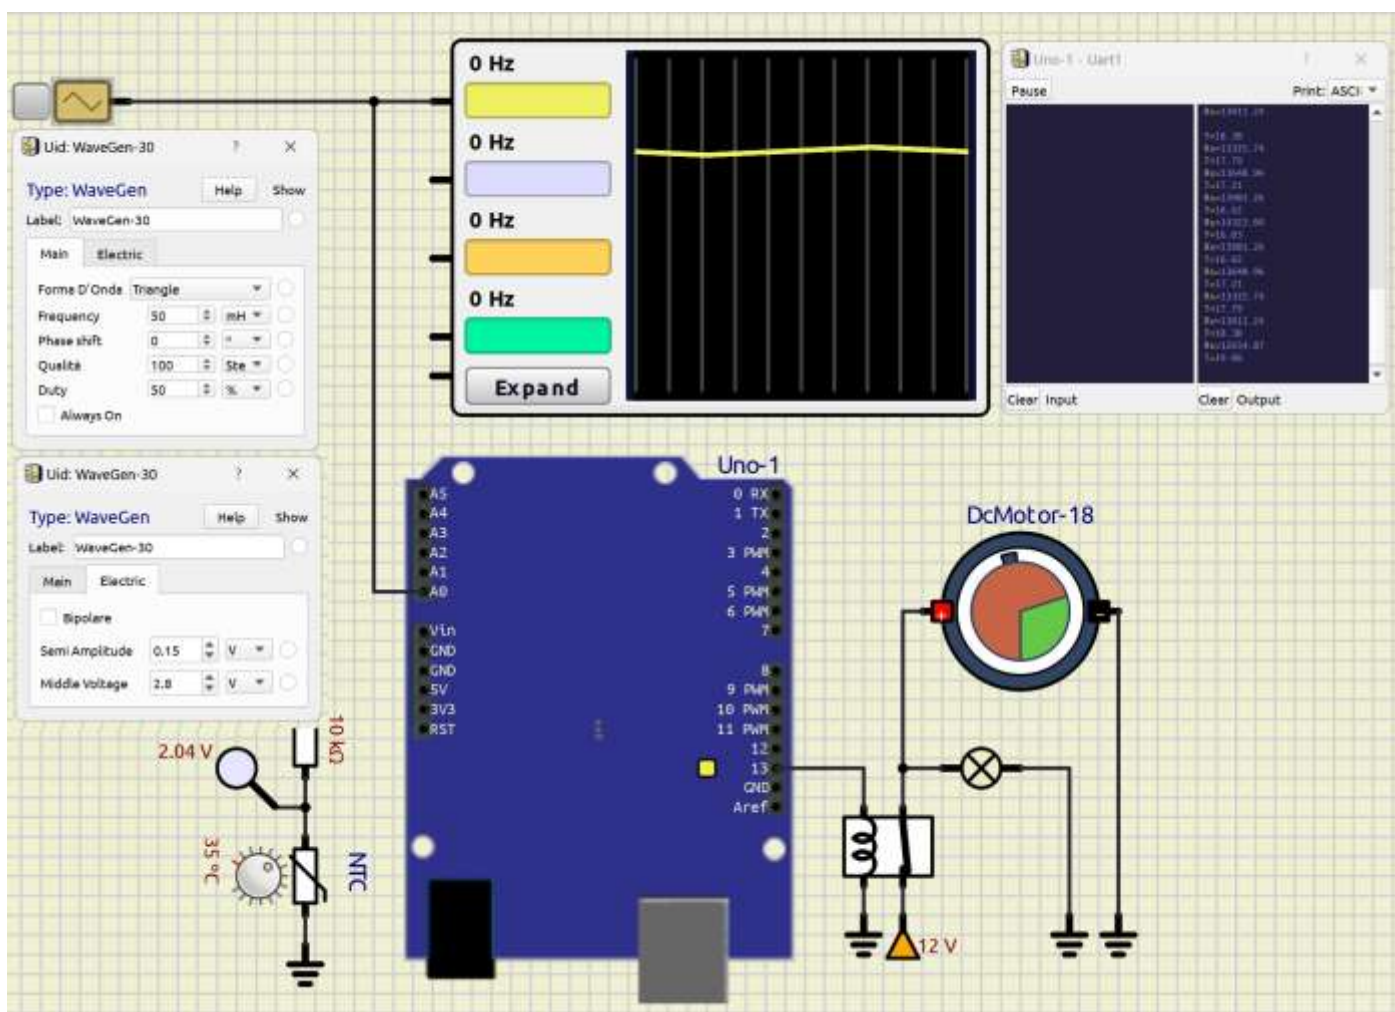 0 Hz
0 Hz
0 Hz
0 Hz
Expand
Uno-1 - Uart1
? ×
Pause
Print: ASCI
Clear Input
Clear Output
Uid: WaveGen-30
? ×
Type: WaveGen
Help
Show
Label: WaveGen-30
Main
Electric
Forme D'Onde Triangle
Frequency 50 mH
Phase shift 0 °
Qualité 100 Ste
Duty 50 %
Always On
Uid: WaveGen-30
? ×
Type: WaveGen
Help
Show
Label: WaveGen-30
Main
Electric
Bipolare
Semi Amplitude 0.15 V
Middle Voltage 2.8 V
10 kΩ
2.04 V
35 °C
NTC
Uno-1
A5
A4
A3
A2
A1
A0
Vin
GND
GND
5V
3V3
RST
0 RX
1 TX
2
3 PWM
4
5 PWM
6 PWM
7
8
9 PWM
10 PWM
11 PWM
12
13
GND
Aref
DcMotor-18
+
12 V